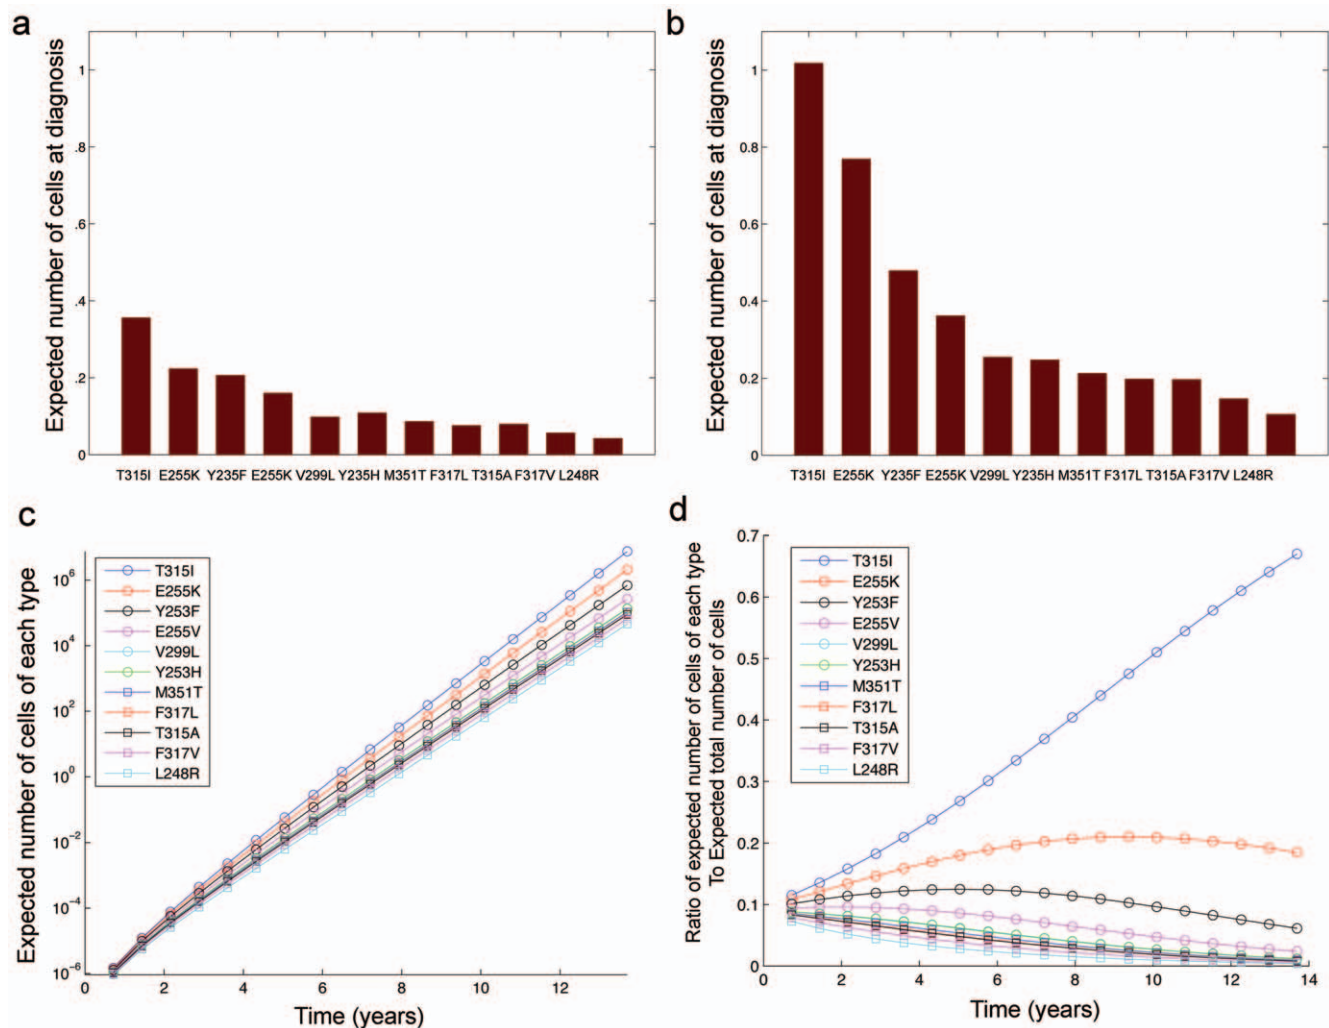 a
Expected number of cells at diagnosis
1
.8
.6
.4
.2
0
T315I E255K Y235F E255K V299L Y235H M351T F317L T315A F317V L248R
b
Expected number of cells at diagnosis
1
0.8
0.6
0.4
0.2
0
T315I E255K Y235F E255K V299L Y235H M351T F317L T315A F317V L248R
c
Expected number of cells of each type
10^6
10^4
10^2
10^0
10^-2
10^-4
10^-6
T315I
E255K
Y253F
E255V
V299L
Y253H
M351T
F317L
T315A
F317V
L248R
0 2 4 6 8 10 12
Time (years)
d
Ratio of expected number of cells of each type
To Expected total number of cells
0.7
0.6
0.5
0.4
0.3
0.2
0.1
0
T315I
E255K
Y253F
E255V
V299L
Y253H
M351T
F317L
T315A
F317V
L248R
0 2 4 6 8 10 12 14
Time (years)